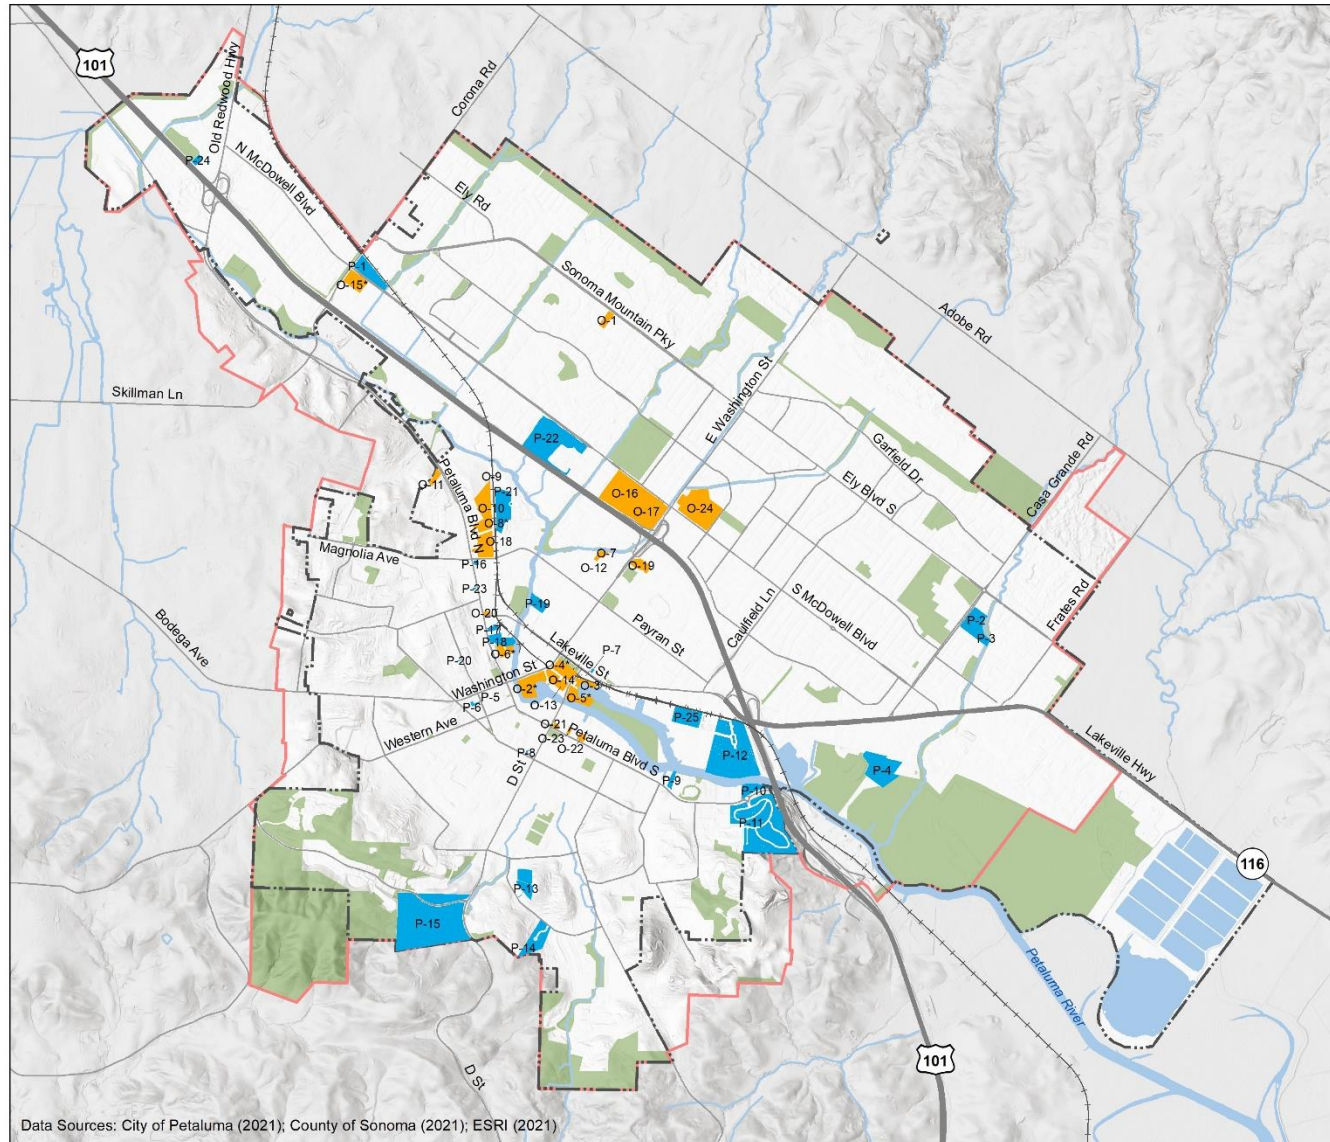 101
Old Redwood Hwy
Corona Rd
P-24
N McDowell Blvd
Ely Rd
P-1
O-15*
Sonoma Mountain Pky
O-1
Adobe Rd
Skillman Ln
E Washington St
P-22
Garfield Dr
Casa Grande Rd
Petaluma Blvd N
O-11
O-9
P-21
O-10
O-8*
O-16
O-17
O-24
Ely Blvd S
O-18
Magnolia Ave
P-16
O-7
O-12
O-19
P-23
Bodega Ave
P-19
Caulfield Ln
S McDowell Blvd
Frates Rd
O-20
P-17
P-18
O-6*
Payran St
Lakeville St
P-2
P-3
P-7
P-20
Washington St
O-4*
O-14
O-3
O-2*
O-5*
P-5
P-6
O-13
Western Ave
O-21
O-23
O-22
Petaluma Blvd S
P-25
P-8
D St
P-12
Lakeville Hwy
P-4
P-9
P-10
P-11
116
P-13
P-15
P-14
Petaluma River
101
D St
Data Sources: City of Petaluma (2021); County of Sonoma (2021); ESRI (2021)